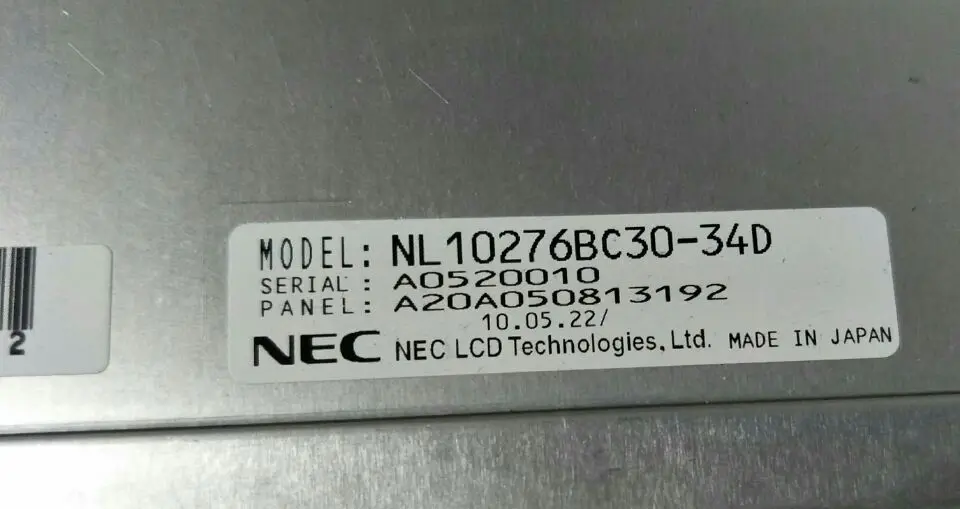 MODEL: NL10276BC30-34D
SERIAL: A0520010
PANEL: A20A050813192
10.05.22/
NEC NEC LCD Technologies, Ltd. MADE IN JAPAN
2